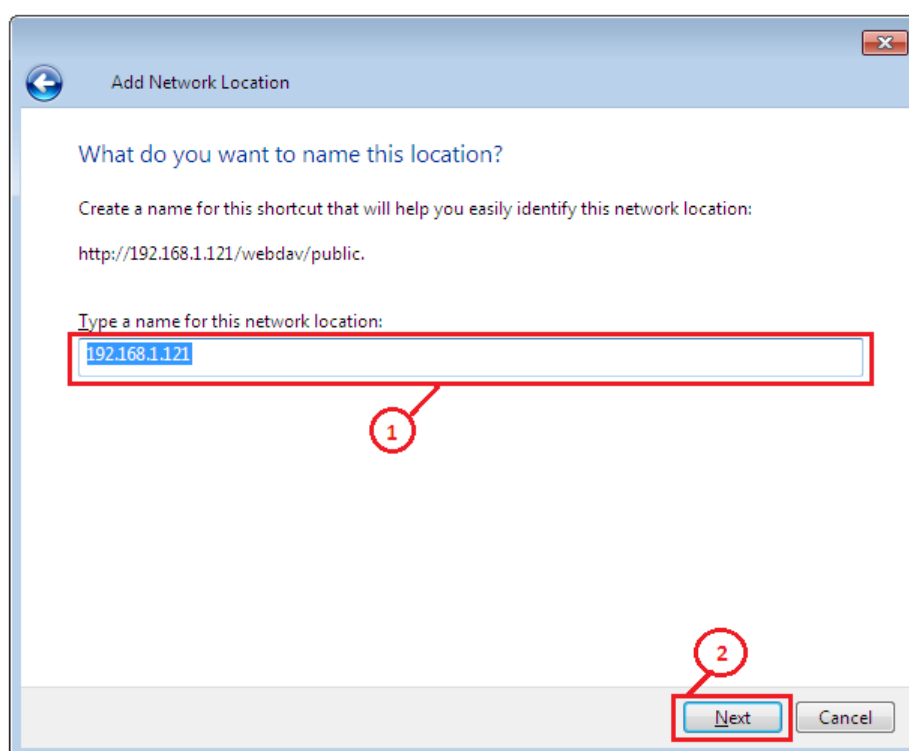 Add Network Location
What do you want to name this location?
Create a name for this shortcut that will help you easily identify this network location:
http://192.168.1.121/webdav/public.
Type a name for this network location:
192.168.1.121
1
2
Next
Cancel